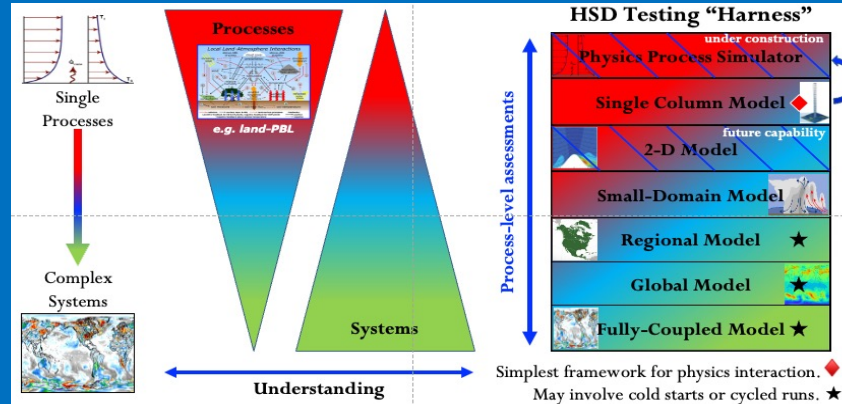 Single
Processes
Complex
Systems
Processes
Local Land-Atmosphere Interactions
e.g. land-PBL
Systems
Understanding
HSD Testing “Harness”
Process-level assessments
under construction
Physics Process Simulator
Single Column Model
future capability
2-D Model
Small-Domain Model
Regional Model ★
Global Model ★
Fully-Coupled Model ★
Simplest framework for physics interaction. ♦
May involve cold starts or cycled runs. ★